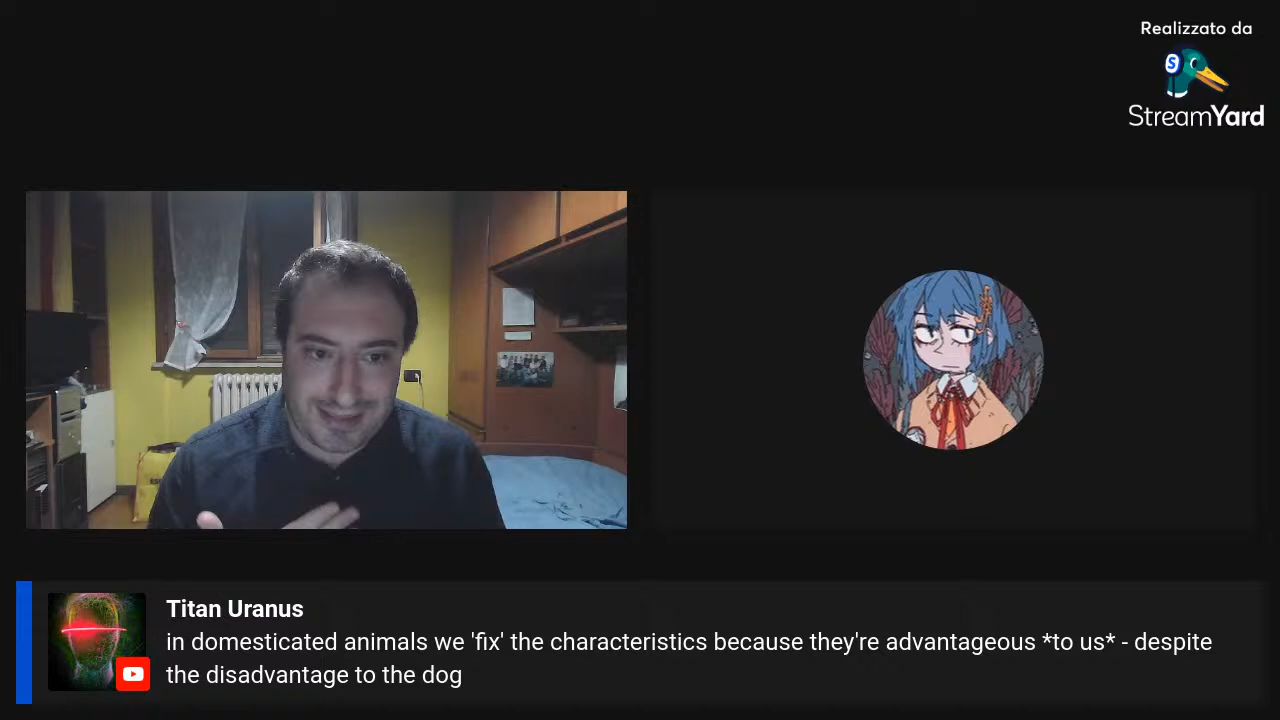 Realizzato da
StreamYard
Titan Uranus
in domesticated animals we 'fix' the characteristics because they're advantageous *to us* - despite
the disadvantage to the dog